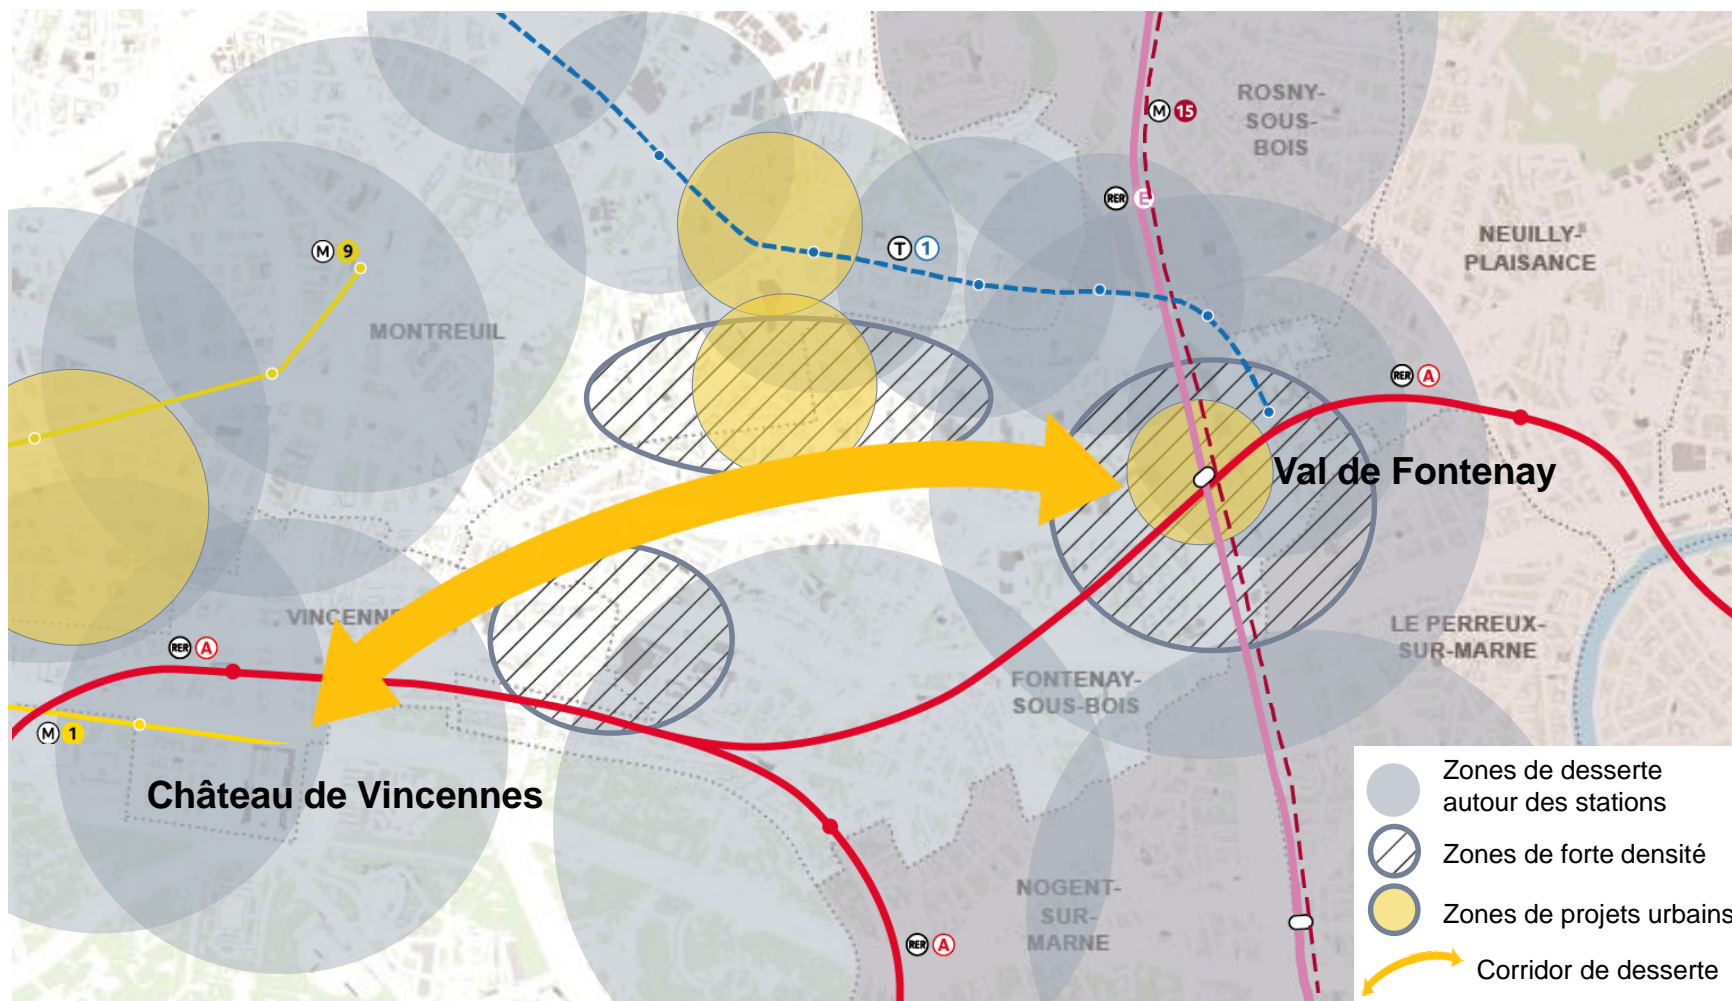 ROSNY-
SOUS-
BOIS
M 15
RER E
NEUILLY-
PLAISANCE
M 9
T 1
MONTREUIL
RER A
Val de Fontenay
VINCENNE
RER A
LE PERREUX-
SUR-MARNE
FONTENAY-
SOUS-BOIS
M 1
Château de Vincennes
NOGENT-
SUR-
MARNE
RER A
Zones de desserte
autour des stations
Zones de forte densité
Zones de projets urbains
Corridor de desserte